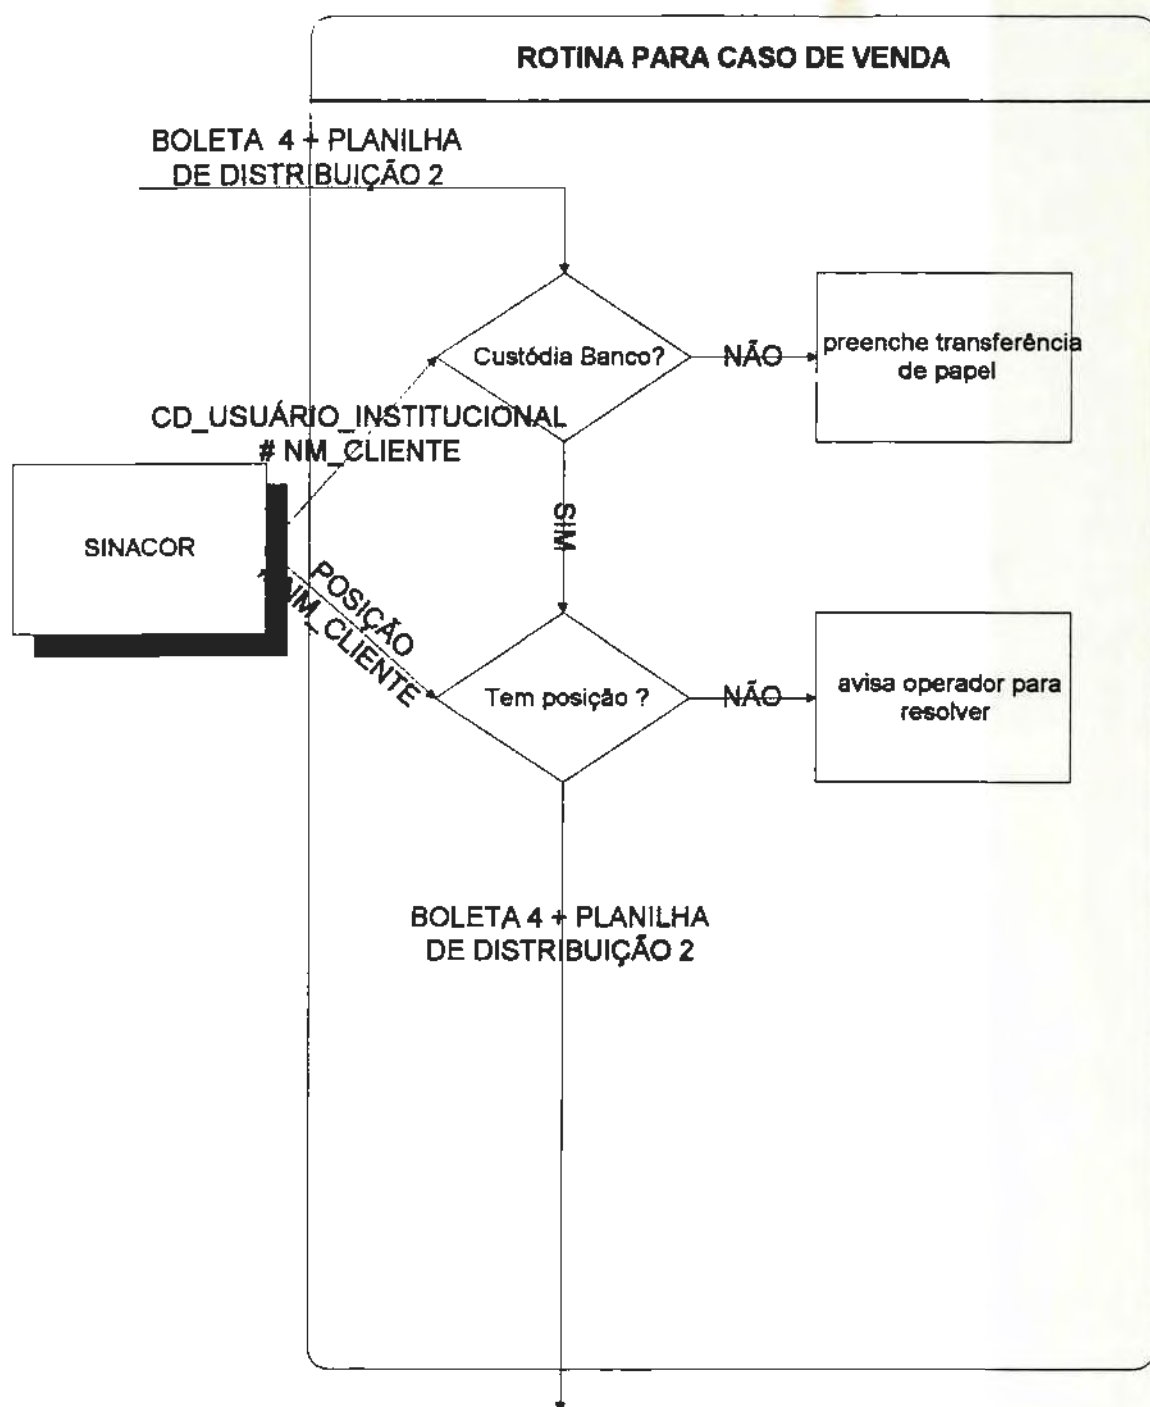 ROTINA PARA CASO DE VENDA
BOLETA 4 + PLANILHA
DE DISTRIBUIÇÃO 2
Custódia Banco?
NÃO
preenche transferência
de papel
CD_USUÁRIO_INSTITUCIONAL
# NM_CLIENTE
SINACOR
SIM
POSIÇÃO
NM_CLIENTE
Tem posição ?
NÃO
avisa operador para
resolver
BOLETA 4 + PLANILHA
DE DISTRIBUIÇÃO 2